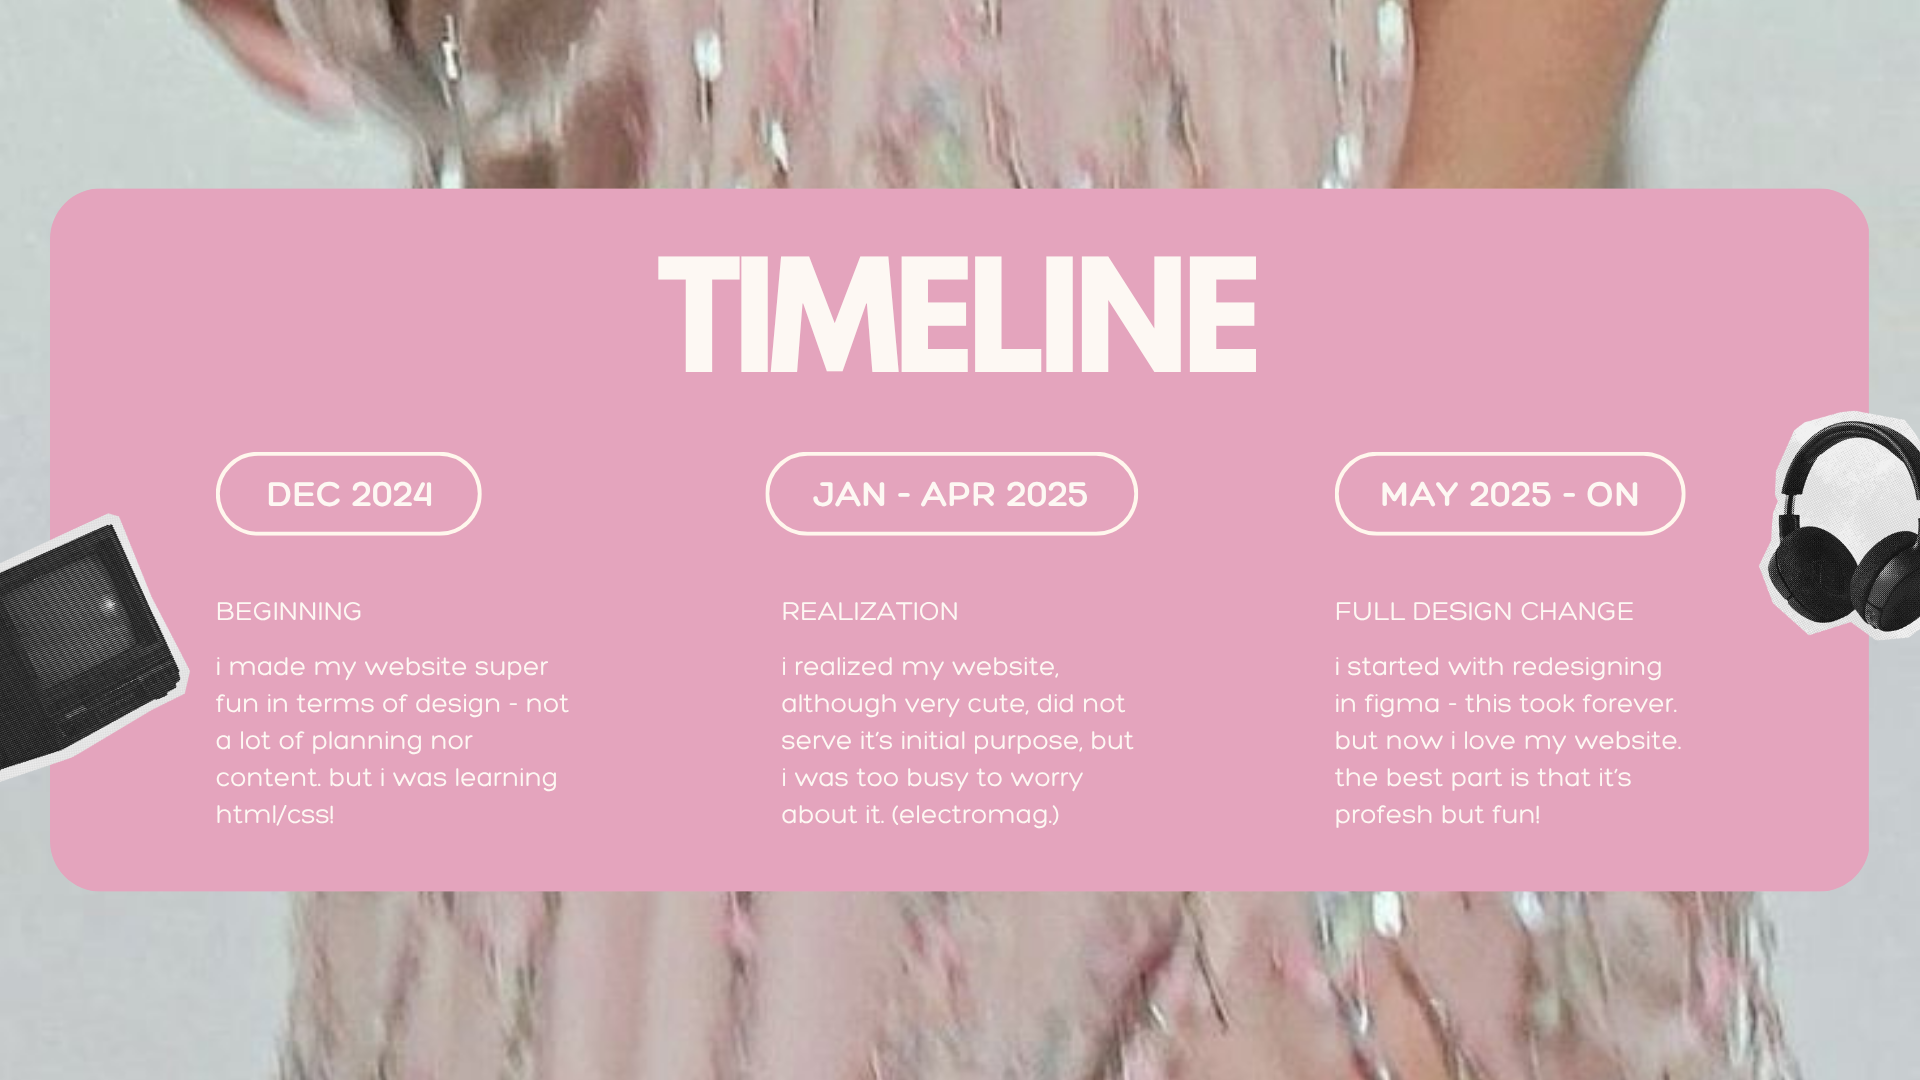 TIMELINE
DEC 2024
JAN - APR 2025
MAY 2025 - ON
BEGINNING
i made my website super
fun in terms of design - not
a lot of planning nor
content. but i was learning
html/css!
REALIZATION
i realized my website,
although very cute, did not
serve it's initial purpose, but
i was too busy to worry
about it. (electromag.)
FULL DESIGN CHANGE
i started with redesigning
in figma - this took forever.
but now i love my website.
the best part is that it's
profesh but fun!